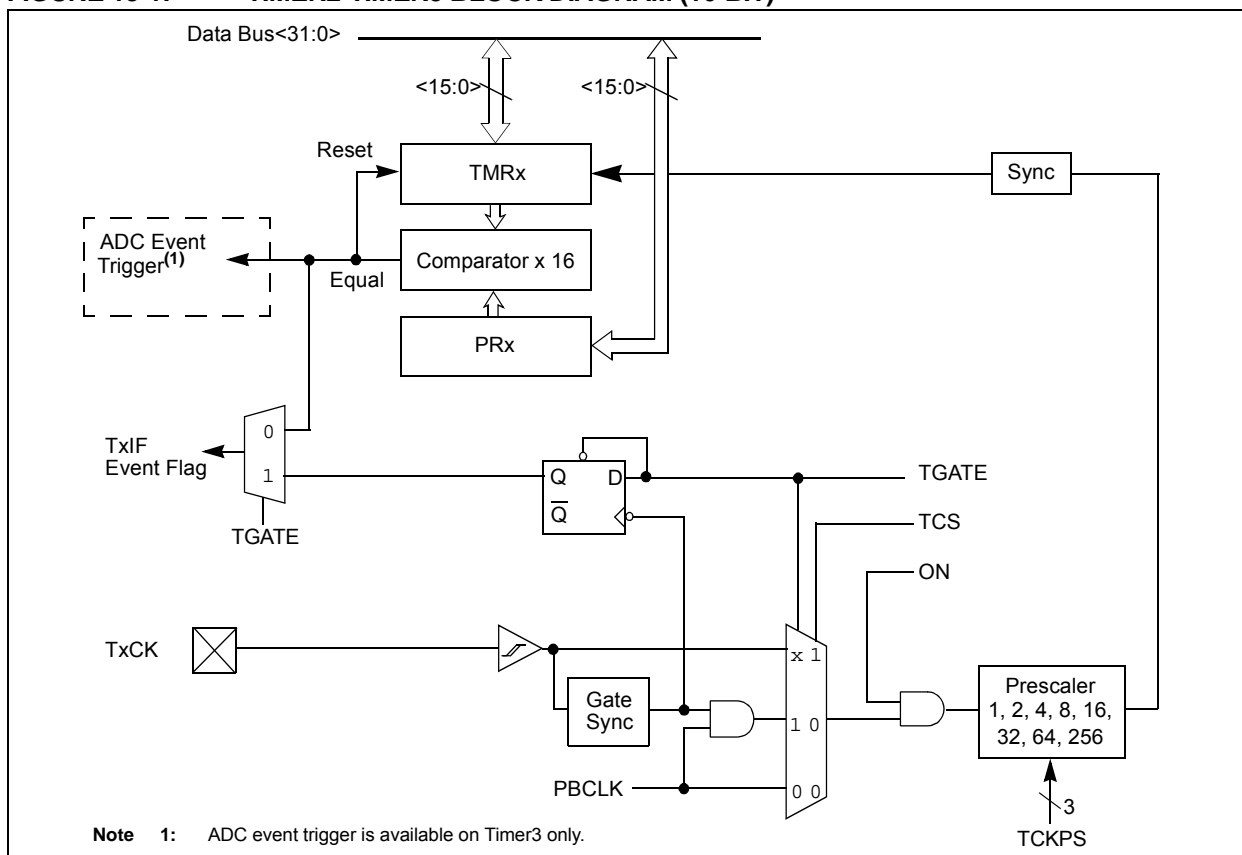 Data Bus<31:0>
<15:0>
<15:0>
Reset
TMRx
Sync
ADC Event
Trigger(1)
Equal
Comparator x 16
PRx
0
1
TxIF
Event Flag
TGATE
Q
D
Q
TGATE
TCS
ON
TxCK
x 1
Gate
Sync
1 0
PBCLK
0 0
Prescaler
1, 2, 4, 8, 16,
32, 64, 256
3
TCKPS
Note 1: ADC event trigger is available on Timer3 only.